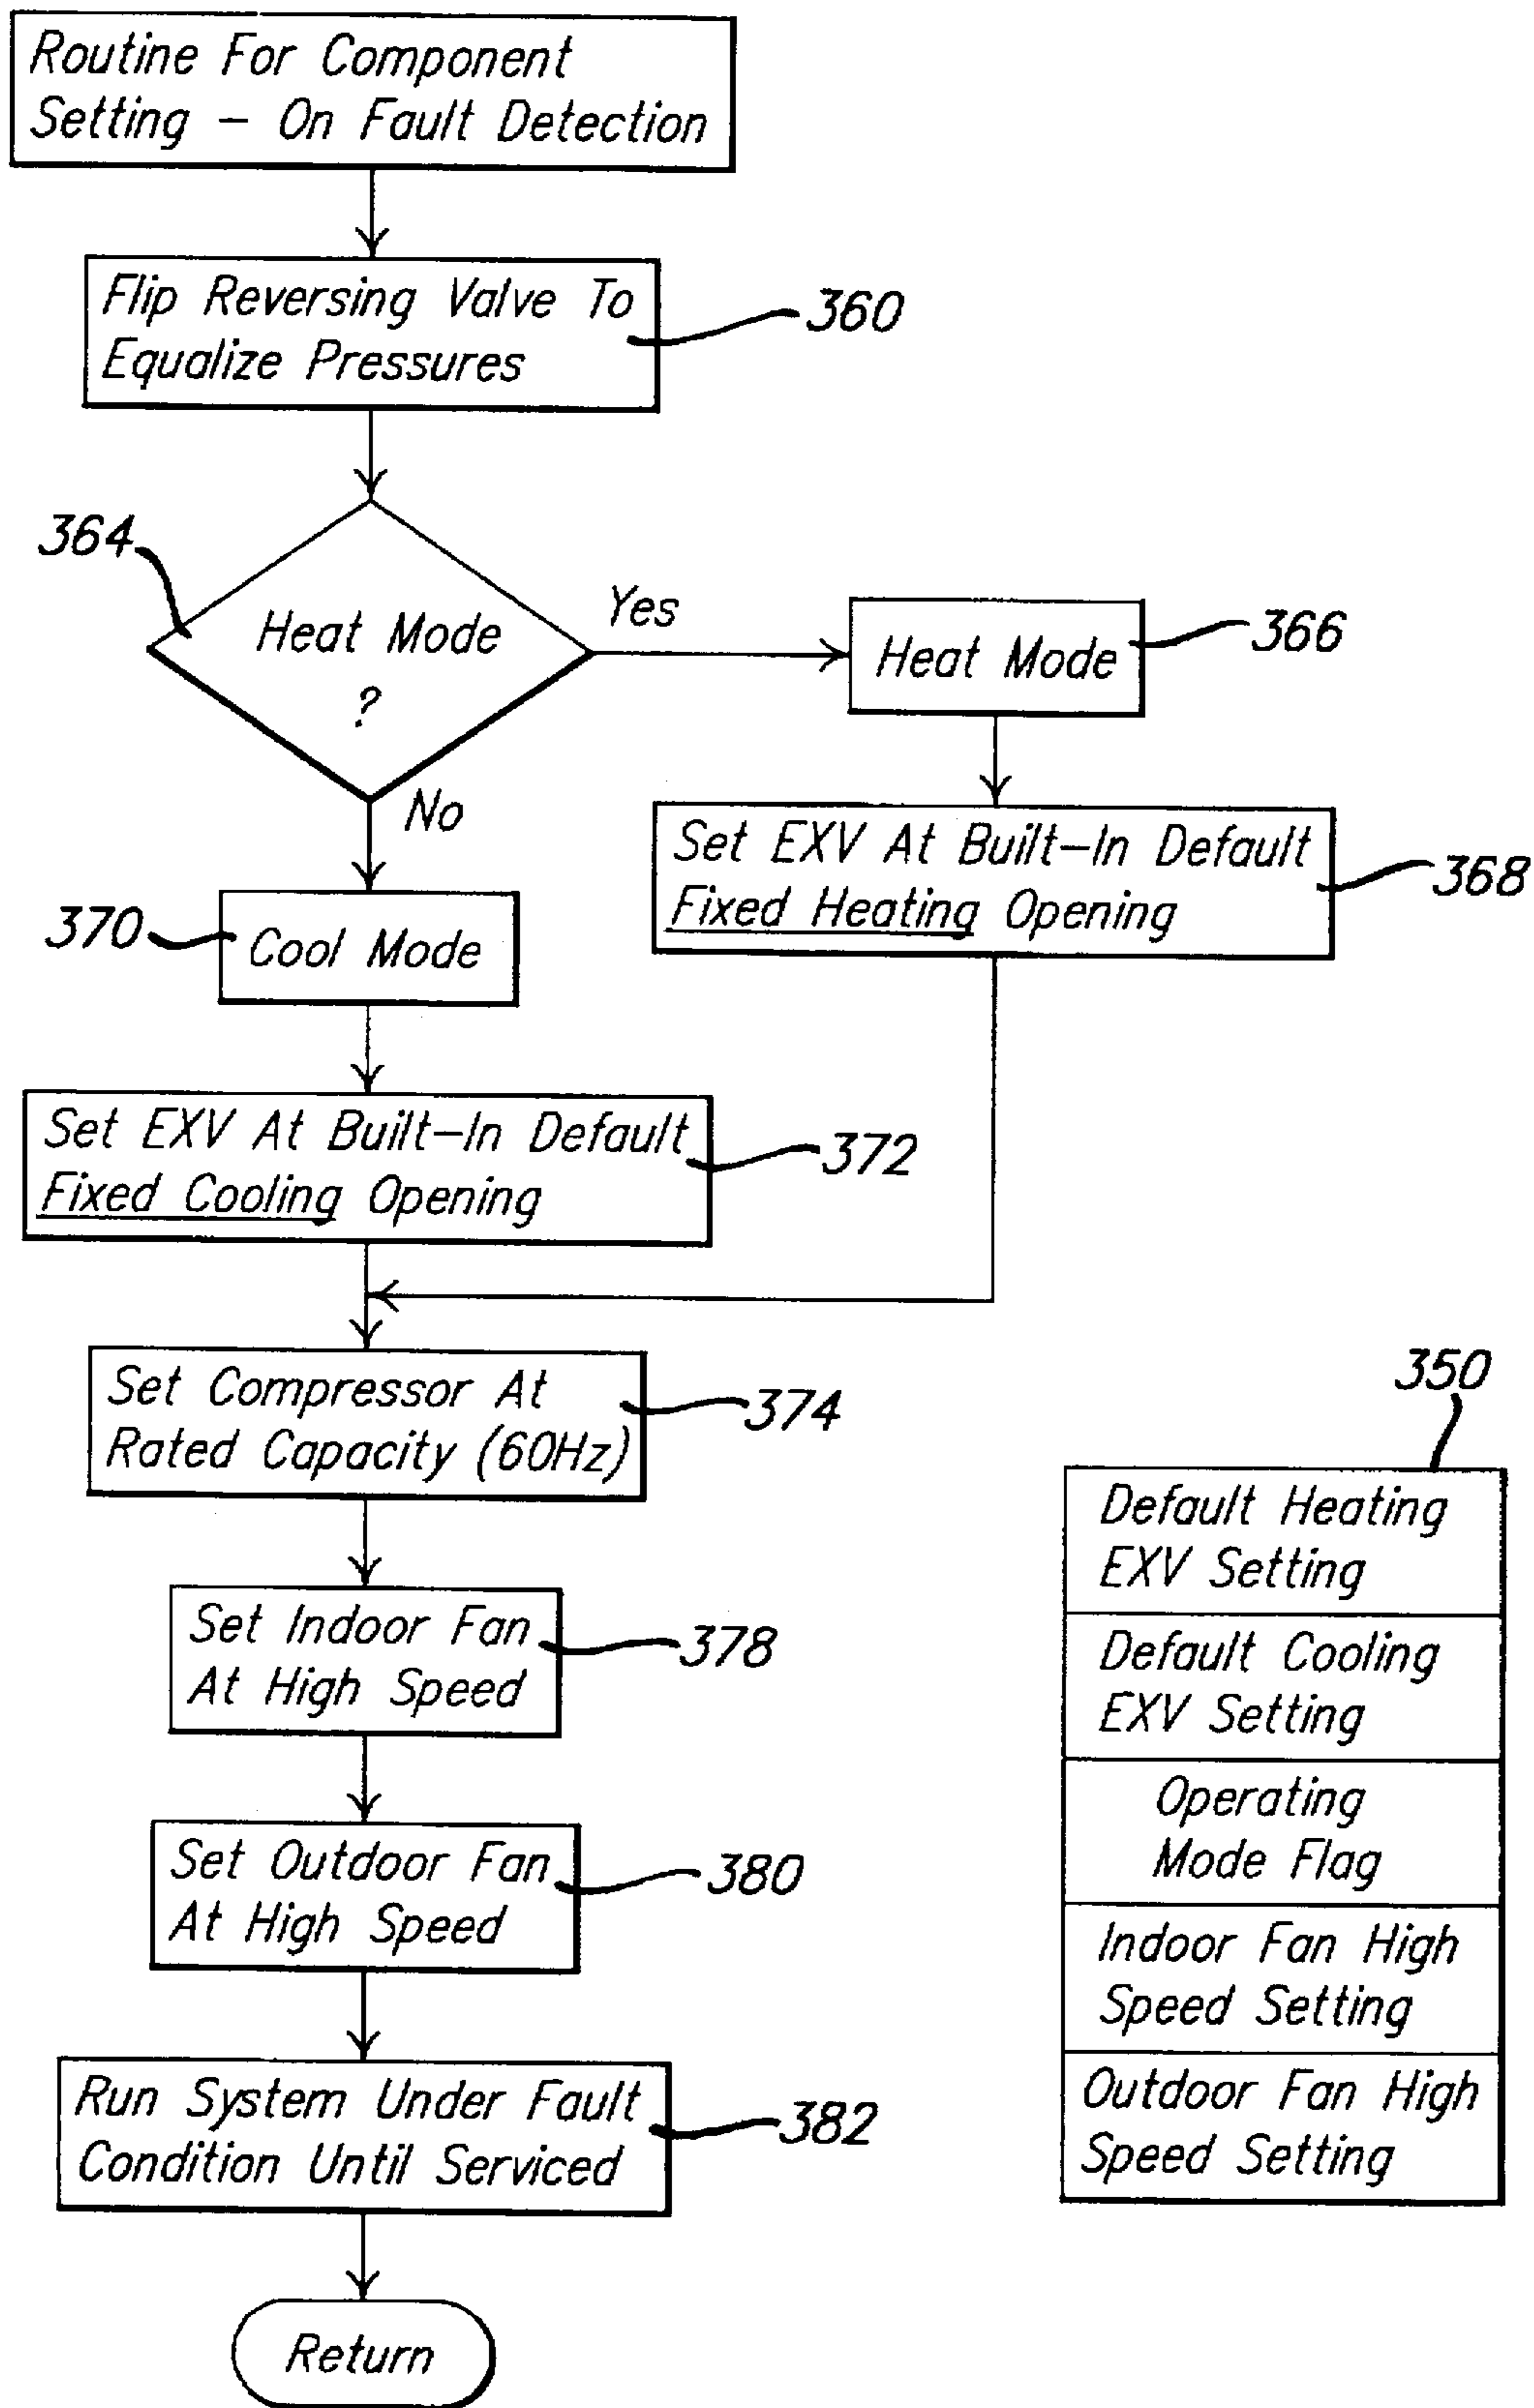 Routine For Component
Setting – On Fault Detection
Flip Reversing Valve To
Equalize Pressures
360
364
Heat Mode
?
Yes
Heat Mode
366
No
Set EXV At Built–In Default
Fixed Heating Opening
368
370
Cool Mode
Set EXV At Built–In Default
Fixed Cooling Opening
372
Set Compressor At
Rated Capacity (60Hz)
374
Set Indoor Fan
At High Speed
378
Set Outdoor Fan
At High Speed
380
Run System Under Fault
Condition Until Serviced
382
Return
350
Default Heating
EXV Setting
Default Cooling
EXV Setting
Operating
Mode Flag
Indoor Fan High
Speed Setting
Outdoor Fan High
Speed Setting